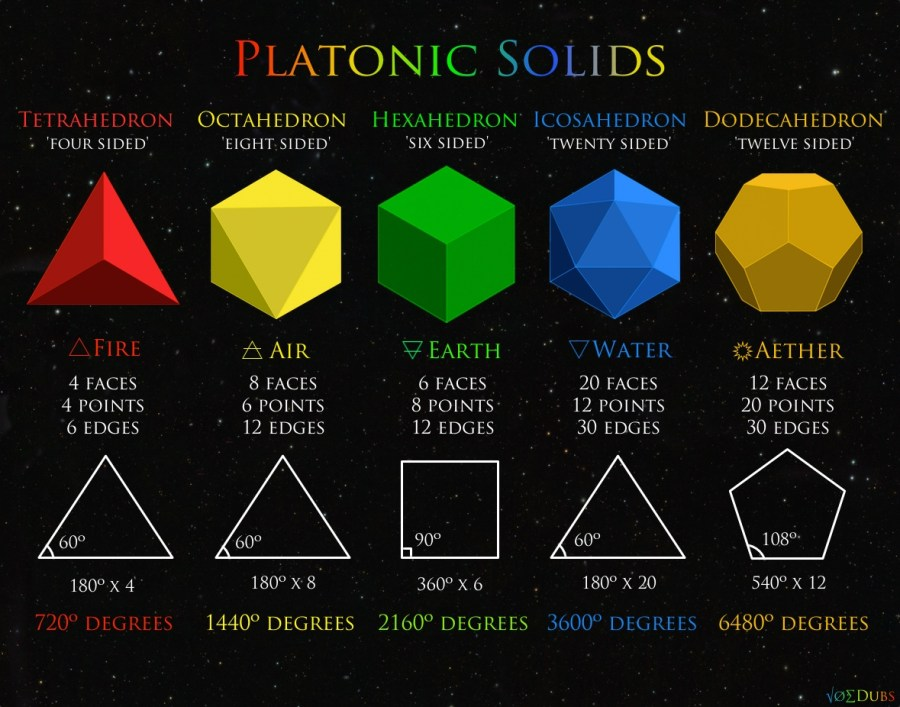 Platonic Solids
Tetrahedron
'four sided'
Octahedron
'eight sided'
Hexahedron
'six sided'
Icosahedron
'twenty sided'
Dodecahedron
'twelve sided'
Fire
4 faces
4 points
6 edges
Air
8 faces
6 points
12 edges
Earth
6 faces
8 points
12 edges
Water
20 faces
12 points
30 edges
Aether
12 faces
20 points
30 edges
60º
180º x 4
720º degrees
60º
180º x 8
1440º degrees
90º
360º x 6
2160º degrees
60º
180º x 20
3600º degrees
108º
540º x 12
6480º degrees
√ØΣDubs